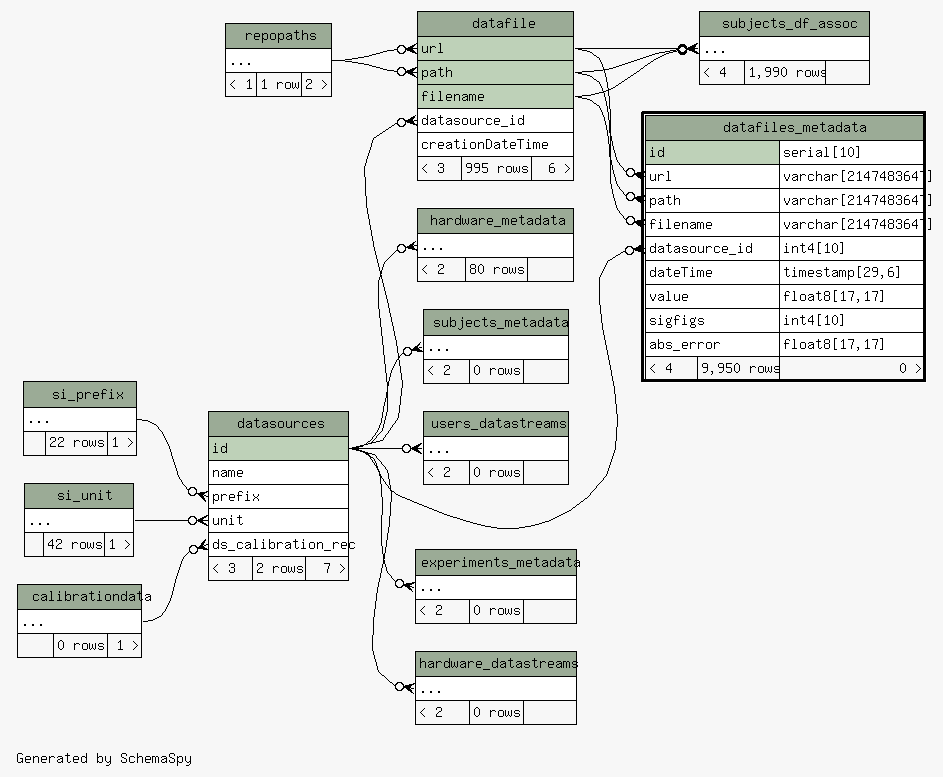 repopaths
...
< 1 1 row 2 >
datafile
url
path
filename
datasource_id
creationDateTime
< 3 995 rows 6 >
subjects_df_assoc
...
< 4 1,990 rows
datafiles_metadata
id serial[10]
url varchar[2147483647]
path varchar[2147483647]
filename varchar[2147483647]
datasource_id int4[10]
dateTime timestamp[29,6]
value float8[17,17]
sigfigs int4[10]
abs_error float8[17,17]
< 4 9,950 rows 0 >
hardware_metadata
...
< 2 80 rows
subjects_metadata
...
< 2 0 rows
si_prefix
...
22 rows 1 >
datasources
id
name
prefix
unit
ds_calibration_rec
< 3 2 rows 7 >
users_datastreams
...
< 2 0 rows
si_unit
...
42 rows 1 >
experiments_metadata
...
< 2 0 rows
calibrationdata
...
0 rows 1 >
hardware_datastreams
...
< 2 0 rows
Generated by SchemaSpy